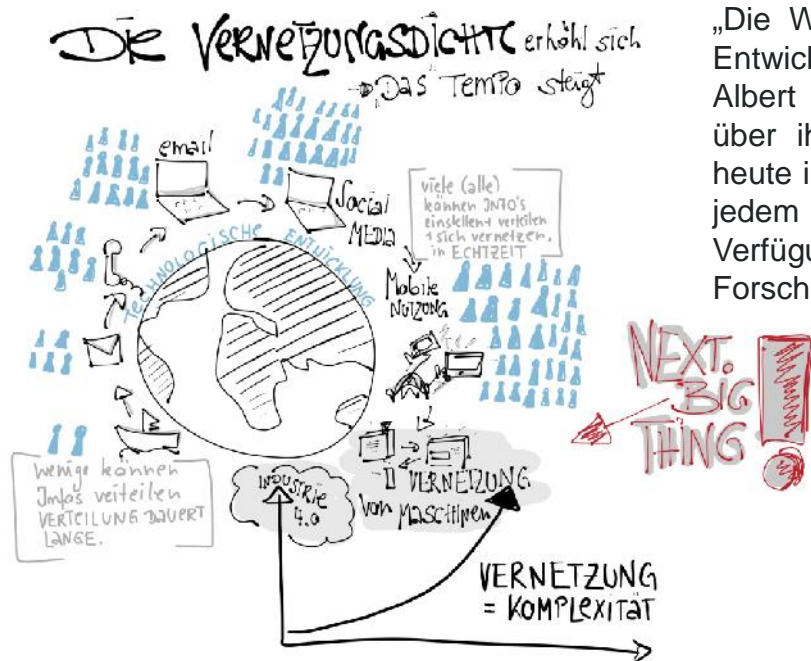 DIE VERNETZUNGSDICHTE erhöht sich
"Das" Tempo steigt
„Die W
Entwick
Albert
über ih
heute i
jedem
Verfügu
Forsch
email
Social
MEDIA
viele (alle)
können INFO's
einstellen + verteilen
+ sich vernetzen.
in ECHTZEIT
TECHNOLOGISCHE ENTWICKLUNG
Mobile
NUTZUNG
NEXT.
BIG
THING!
wenige können
Infos verteilen
VERTEILUNG DAUERT
LANGE.
INDUSTRIE
4.0
VERNETZUNG
von MASCHINEN
VERNETZUNG
= KOMPLEXITÄT